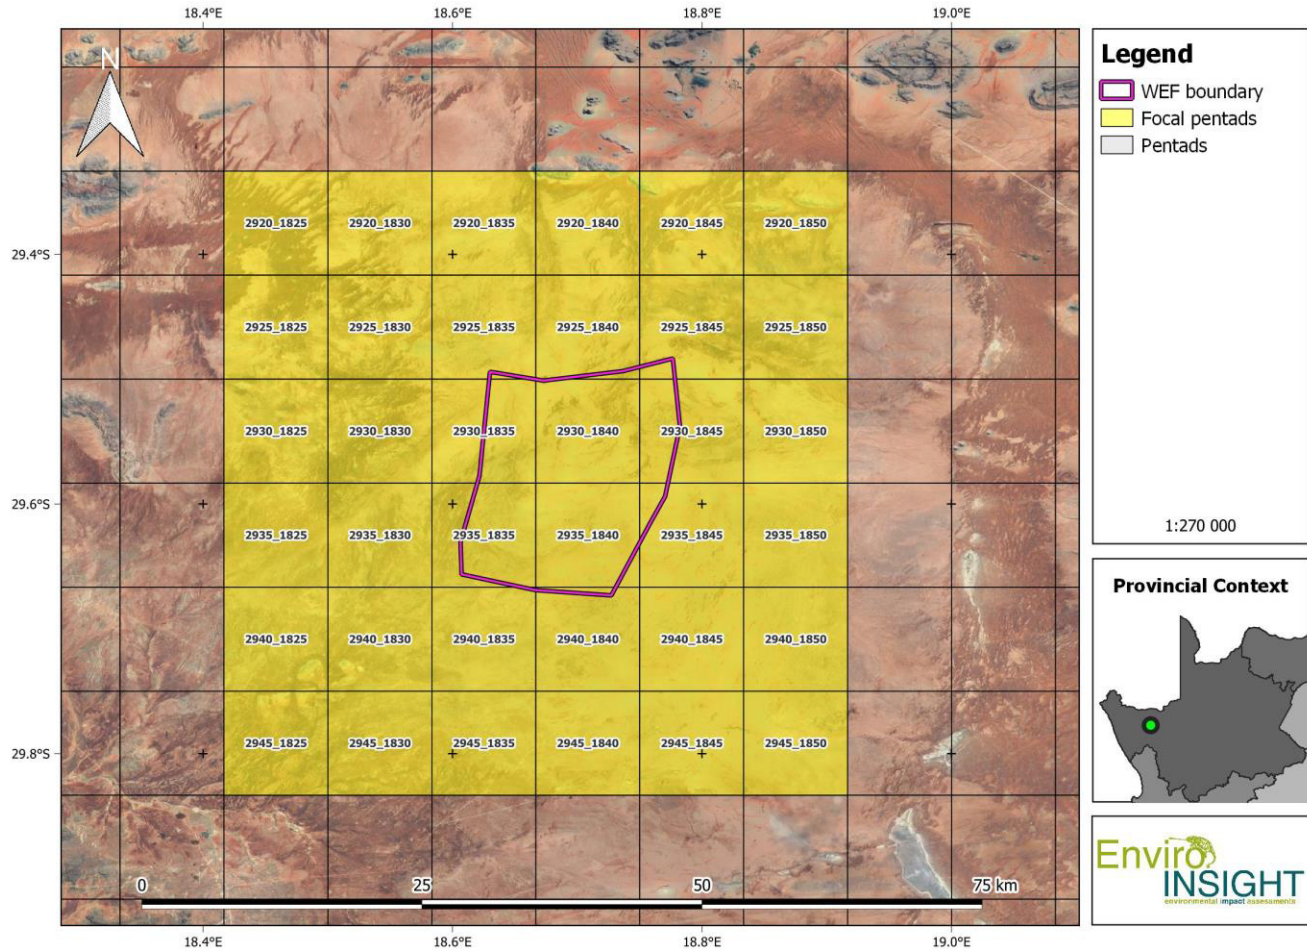 18.4°E 18.6°E 18.8°E 19.0°E
N
2920_1825 2920_1830 2920_1835 2920_1840 2920_1845 2920_1850
29.4°S
2925_1825 2925_1830 2925_1835 2925_1840 2925_1845 2925_1850
2930_1825 2930_1830 2930_1835 2930_1840 2930_1845 2930_1850
29.6°S
2935_1825 2935_1830 2935_1835 2935_1840 2935_1845 2935_1850
2940_1825 2940_1830 2940_1835 2940_1840 2940_1845 2940_1850
2945_1825 2945_1830 2945_1835 2945_1840 2945_1845 2945_1850
29.8°S
0 25 50 75 km
18.4°E 18.6°E 18.8°E 19.0°E
Legend
WEF boundary
Focal pentads
Pentads
1:270 000
Provincial Context
Enviro
INSIGHT
environmental impact assessments